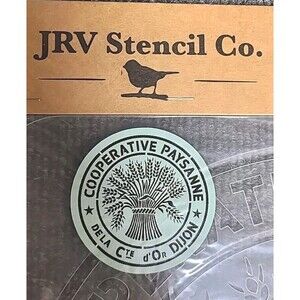 JRV Stencil Co.
COOPERATIVE PAYSANNE
DE LA CTE d'OR DIJON